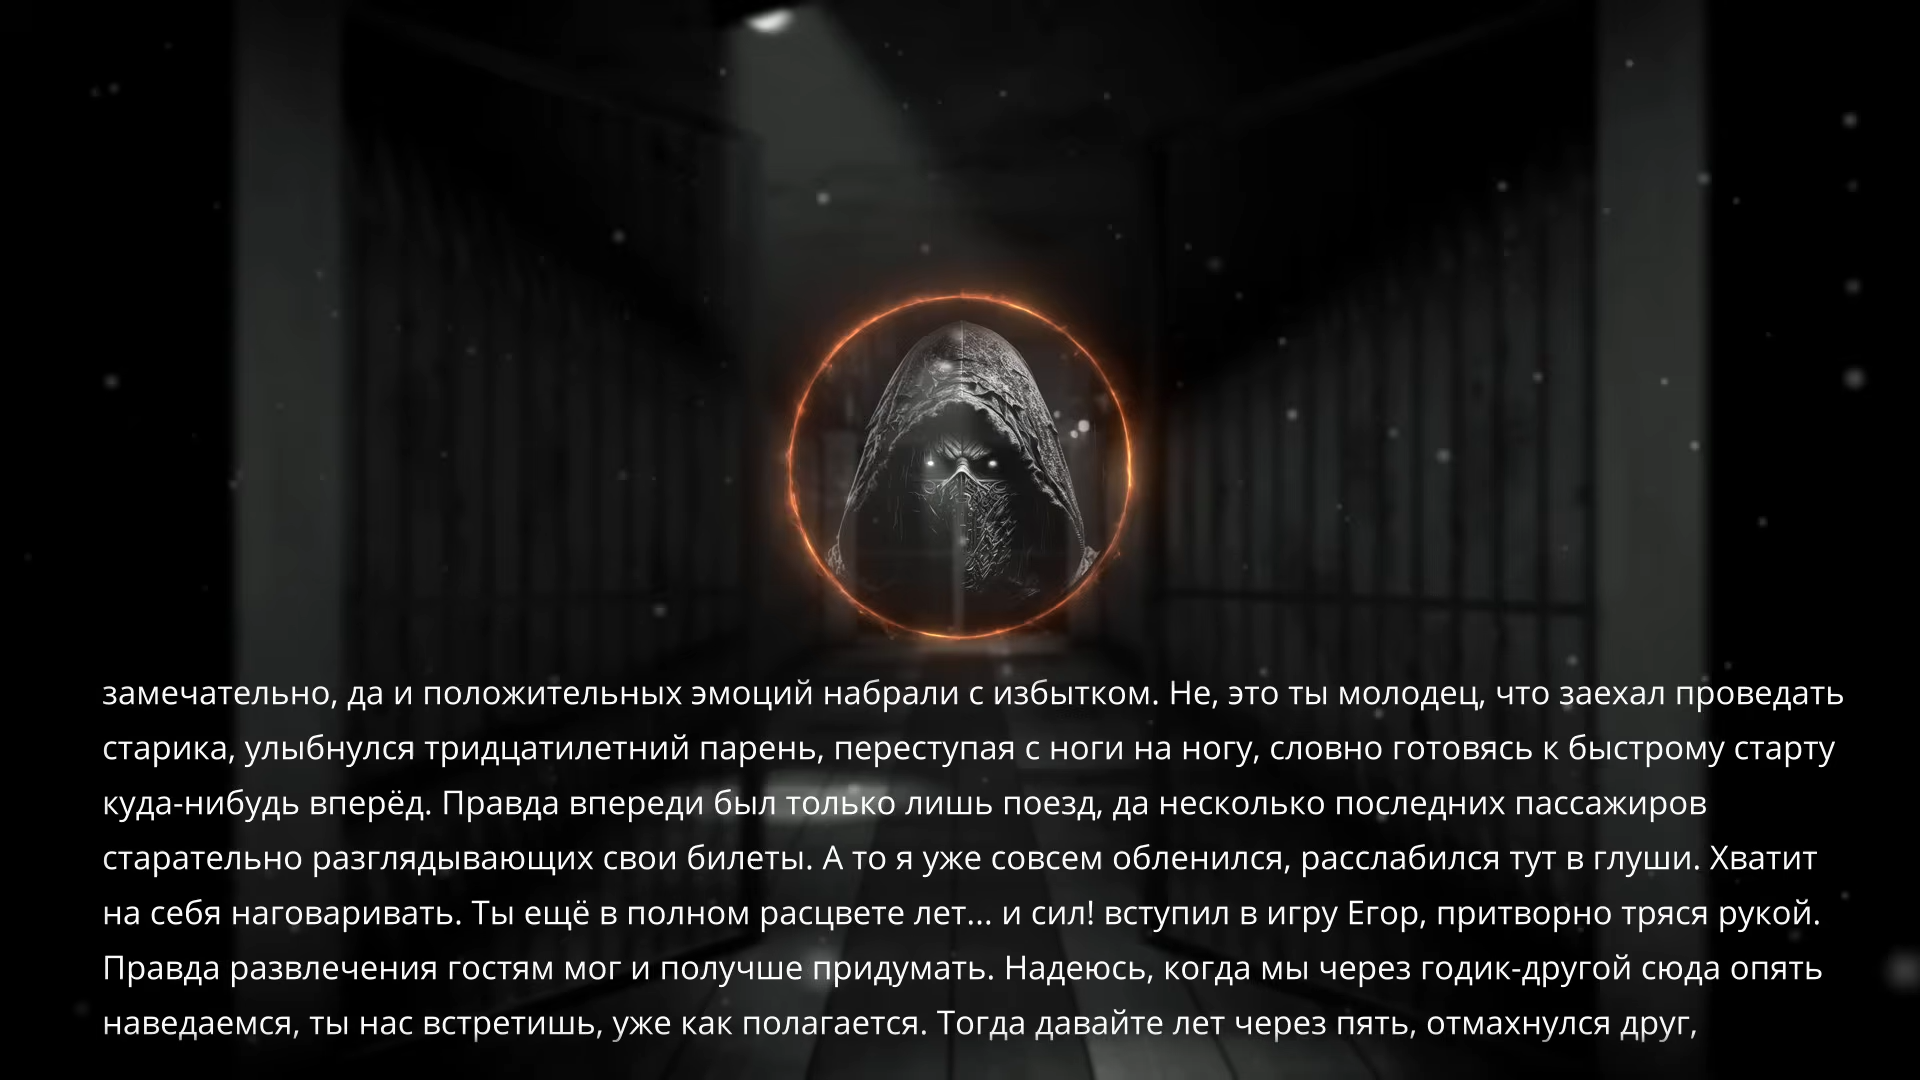 замечательно, да и положительных эмоций набрали с избытком. Не, это ты молодец, что заехал проведать
старика, улыбнулся тридцатилетний парень, переступая с ноги на ногу, словно готовясь к быстрому старту
куда-нибудь вперёд. Правда впереди был только лишь поезд, да несколько последних пассажиров
старательно разглядывающих свои билеты. А то я уже совсем обленился, расслабился тут в глуши. Хватит
на себя наговаривать. Ты ещё в полном расцвете лет... и сил! вступил в игру Егор, притворно тряся рукой.
Правда развлечения гостям мог и получше придумать. Надеюсь, когда мы через годик-другой сюда опять
наведаемся, ты нас встретишь, уже как полагается. Тогда давайте лет через пять, отмахнулся друг,